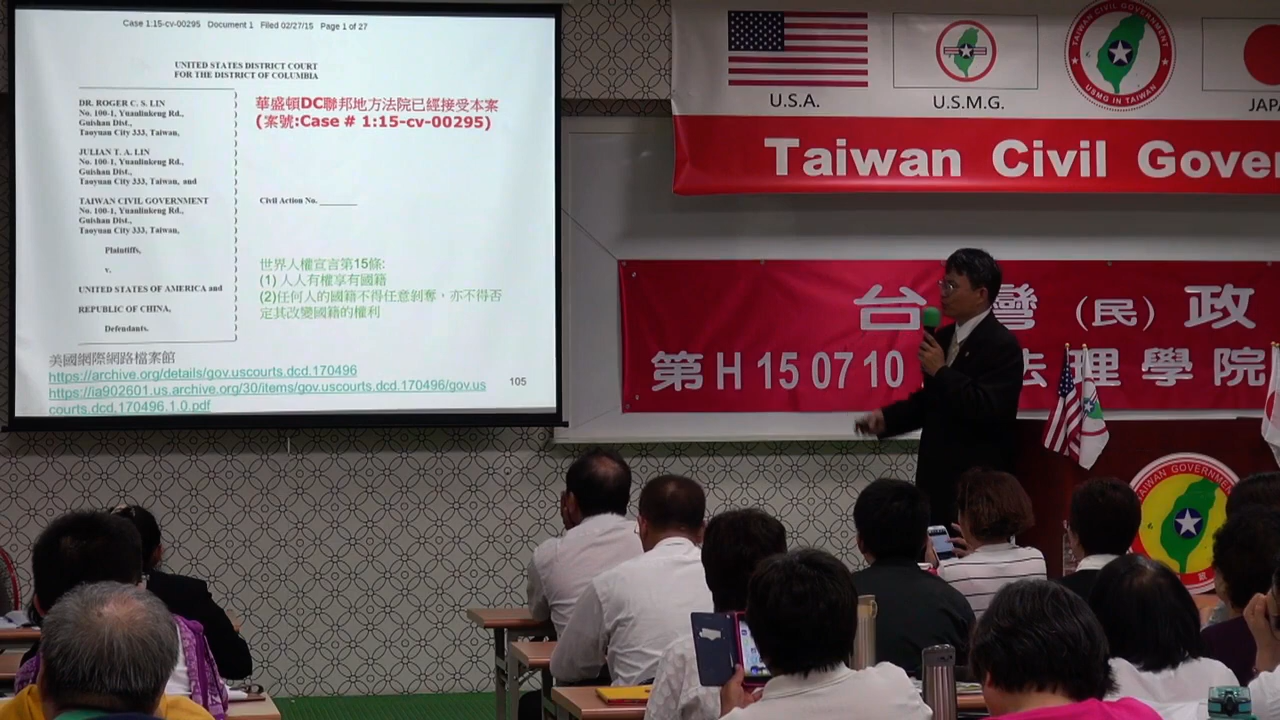 Case 1:15-cv-00295 Document 1 Filed 02/27/15 Page 1 of 27
UNITED STATES DISTRICT COURT
FOR THE DISTRICT OF COLUMBIA
DR. ROGER C. S. LIN
No. 100-1, Yuanlinkeng Rd.,
Guishan Dist.,
Taoyuan City 333, Taiwan,
JULIAN T. A. LIN
No. 100-1, Yuanlinkeng Rd.,
Guishan Dist.,
Taoyuan City 333, Taiwan, and
TAIWAN CIVIL GOVERNMENT
No. 100-1, Yuanlinkeng Rd.,
Guishan Dist.,
Taoyuan City 333, Taiwan,
Plaintiffs,
v.
UNITED STATES OF AMERICA and
REPUBLIC OF CHINA,
Defendants.
華盛頓DC聯邦地方法院已經接受本案
(案號:Case # 1:15-cv-00295)
Civil Action No.
世界人權宣言第15條:
(1) 人人有權享有國籍
(2)任何人的國籍不得任意剝奪，亦不得否
定其改變國籍的權利
美國網際網路檔案館
https://archive.org/details/gov.uscourts.dcd.170496
https://ia902601.us.archive.org/30/items/gov.uscourts.dcd.170496/gov.us
courts.dcd.170496.1.0.pdf
105
U.S.A.
U.S.M.G.
TAIWAN CIVIL GOVERNMENT
USMG IN TAIWAN
JAP
Taiwan Civil Gover
台灣(民)政
第H 15 07 10 法理學院
TAIWAN GOVERNMENT